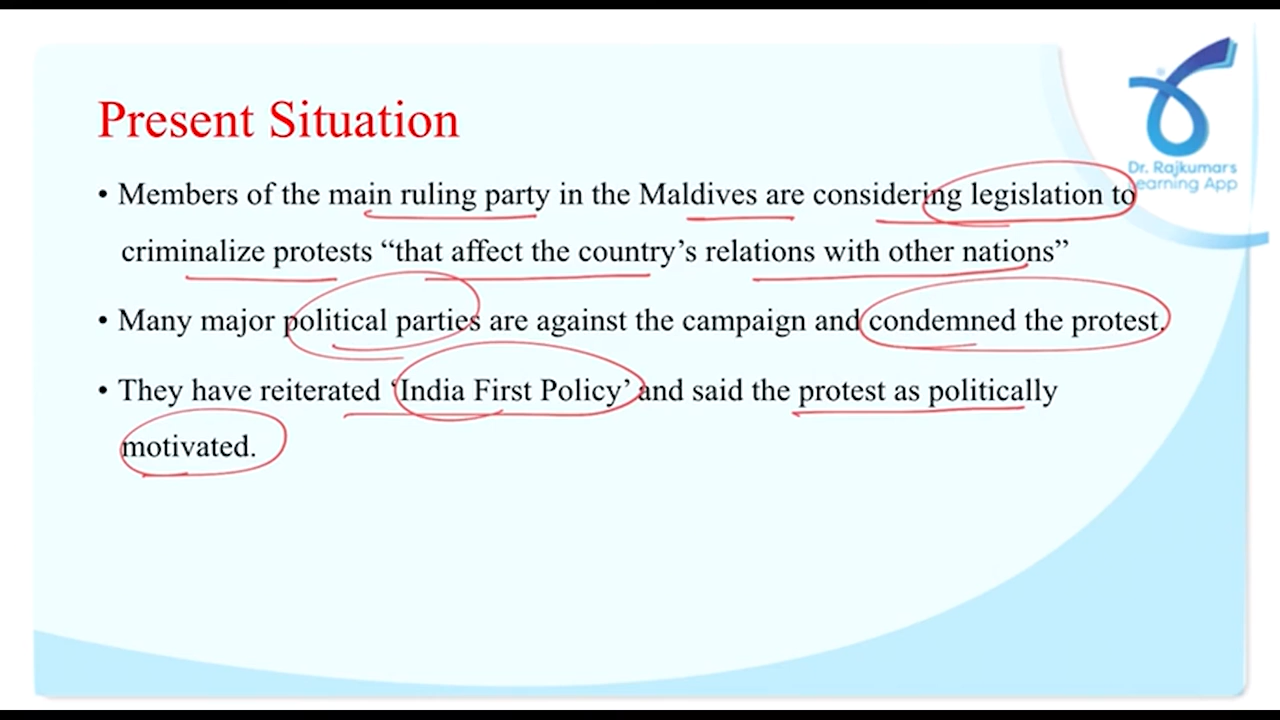 Present Situation
Dr. Rajkumars
Learning App
• Members of the main ruling party in the Maldives are considering legislation to
criminalize protests “that affect the country’s relations with other nations”
• Many major political parties are against the campaign and condemned the protest.
• They have reiterated ‘India First Policy’ and said the protest as politically
motivated.